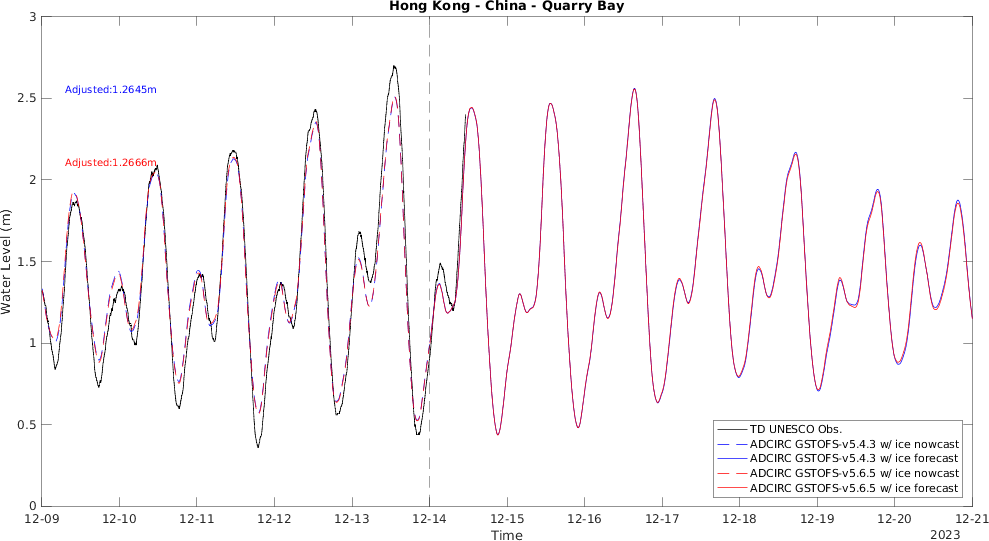 Hong Kong - China - Quarry Bay
Water Level (m)
3
2.5
2
1.5
1
0.5
0
Adjusted:1.2645m
Adjusted:1.2666m
TD UNESCO Obs.
ADCIRC GSTOFS-v5.4.3 w/ ice nowcast
ADCIRC GSTOFS-v5.4.3 w/ ice forecast
ADCIRC GSTOFS-v5.6.5 w/ ice nowcast
ADCIRC GSTOFS-v5.6.5 w/ ice forecast
12-09 12-10 12-11 12-12 12-13 12-14 12-15 12-16 12-17 12-18 12-19 12-20 12-21
Time
2023